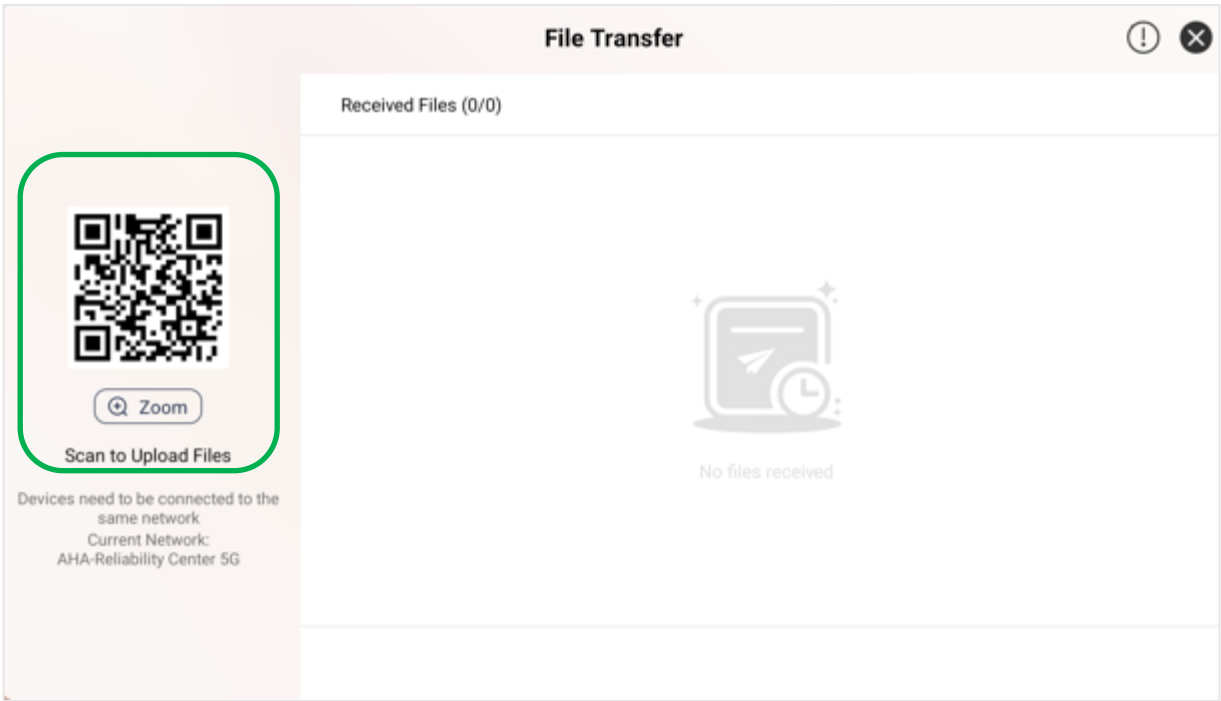 File Transfer
Received Files (0/0)
Zoom
Scan to Upload Files
Devices need to be connected to the
same network
Current Network:
AHA-Reliability Center 5G
No files received